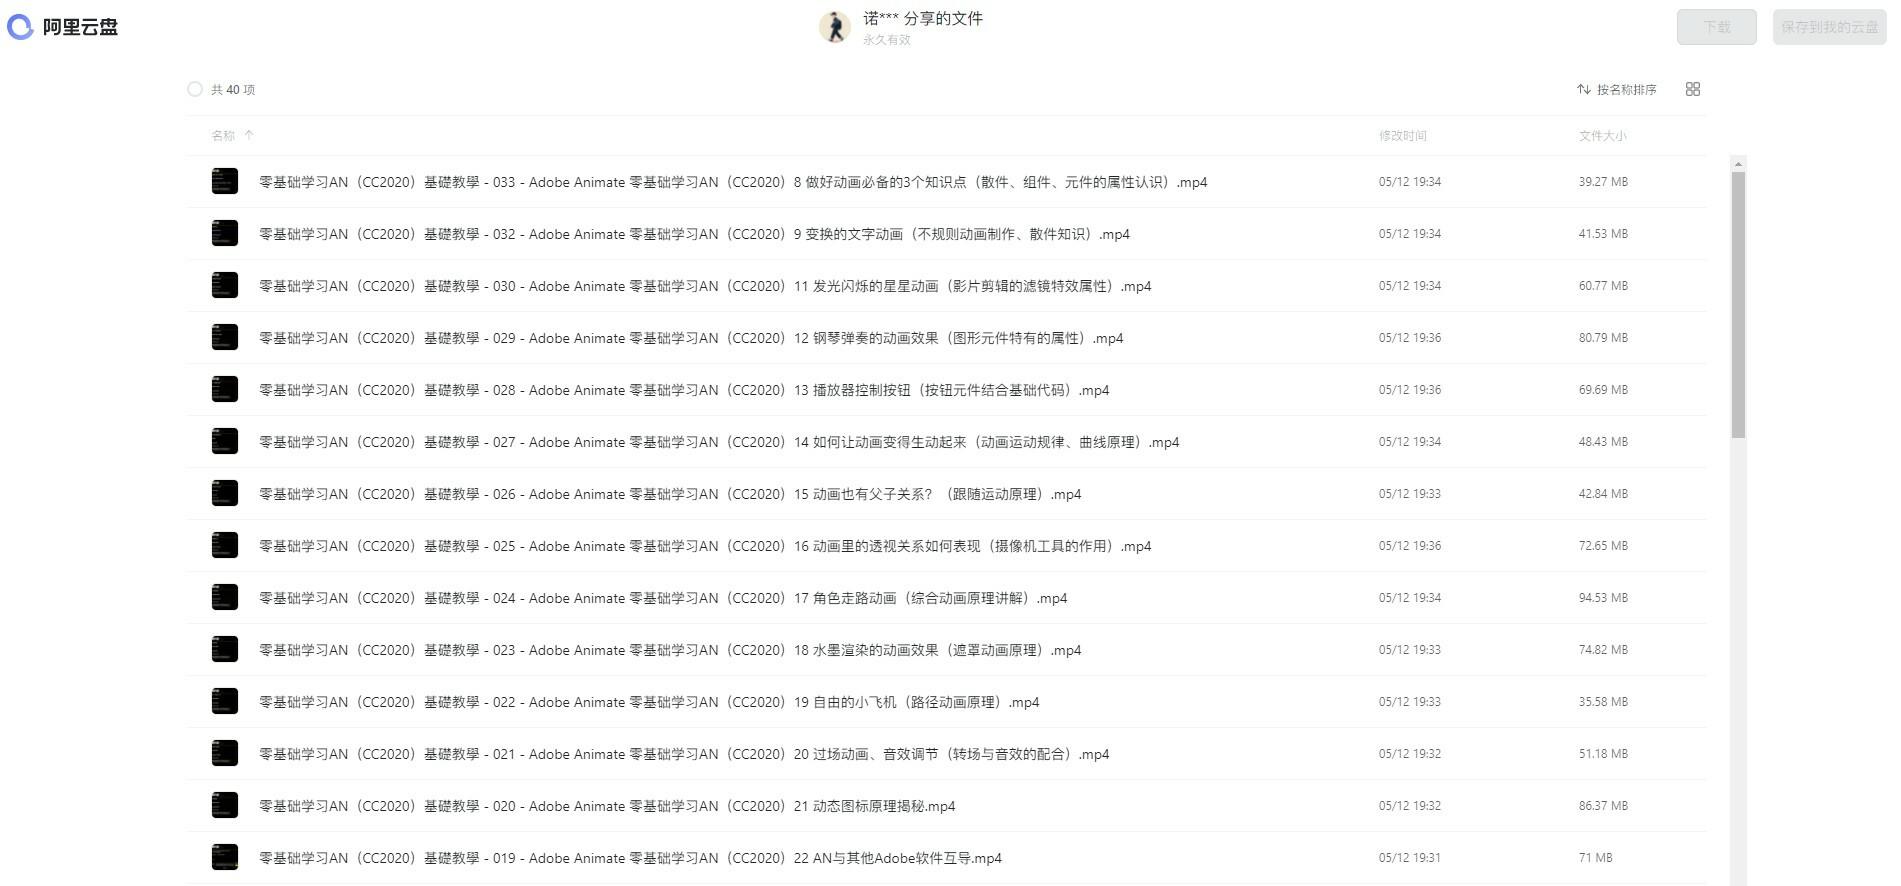 阿里云盘
诺*** 分享的文件
永久有效
下载
保存到我的云盘
共 40 项
按名称排序
名称
修改时间
文件大小
零基础学习AN（CC2020）基礎教學 - 033 - Adobe Animate 零基础学习AN（CC2020）8 做好动画必备的3个知识点（散件、组件、元件的属性认识）.mp4 05/12 19:34 39.27 MB
零基础学习AN（CC2020）基礎教學 - 032 - Adobe Animate 零基础学习AN（CC2020）9 变换的文字动画（不规则动画制作、散件知识）.mp4 05/12 19:34 41.53 MB
零基础学习AN（CC2020）基礎教學 - 030 - Adobe Animate 零基础学习AN（CC2020）11 发光闪烁的星星动画（影片剪辑的滤镜特效属性）.mp4 05/12 19:34 60.77 MB
零基础学习AN（CC2020）基礎教學 - 029 - Adobe Animate 零基础学习AN（CC2020）12 钢琴弹奏的动画效果（图形元件特有的属性）.mp4 05/12 19:36 80.79 MB
零基础学习AN（CC2020）基礎教學 - 028 - Adobe Animate 零基础学习AN（CC2020）13 播放器控制按钮（按钮元件结合基础代码）.mp4 05/12 19:36 69.69 MB
零基础学习AN（CC2020）基礎教學 - 027 - Adobe Animate 零基础学习AN（CC2020）14 如何让动画变得生动起来（动画运动规律、曲线原理）.mp4 05/12 19:34 48.43 MB
零基础学习AN（CC2020）基礎教學 - 026 - Adobe Animate 零基础学习AN（CC2020）15 动画也有父子关系？（跟随运动原理）.mp4 05/12 19:33 42.84 MB
零基础学习AN（CC2020）基礎教學 - 025 - Adobe Animate 零基础学习AN（CC2020）16 动画里的透视关系如何表现（摄像机工具的作用）.mp4 05/12 19:36 72.65 MB
零基础学习AN（CC2020）基礎教學 - 024 - Adobe Animate 零基础学习AN（CC2020）17 角色走路动画（综合动画原理讲解）.mp4 05/12 19:34 94.53 MB
零基础学习AN（CC2020）基礎教學 - 023 - Adobe Animate 零基础学习AN（CC2020）18 水墨渲染的动画效果（遮罩动画原理）.mp4 05/12 19:33 74.82 MB
零基础学习AN（CC2020）基礎教學 - 022 - Adobe Animate 零基础学习AN（CC2020）19 自由的小飞机（路径动画原理）.mp4 05/12 19:33 35.58 MB
零基础学习AN（CC2020）基礎教學 - 021 - Adobe Animate 零基础学习AN（CC2020）20 过场动画、音效调节（转场与音效的配合）.mp4 05/12 19:32 51.18 MB
零基础学习AN（CC2020）基礎教學 - 020 - Adobe Animate 零基础学习AN（CC2020）21 动态图标原理揭秘.mp4 05/12 19:32 86.37 MB
零基础学习AN（CC2020）基礎教學 - 019 - Adobe Animate 零基础学习AN（CC2020）22 AN与其他Adobe软件互导.mp4 05/12 19:31 71 MB